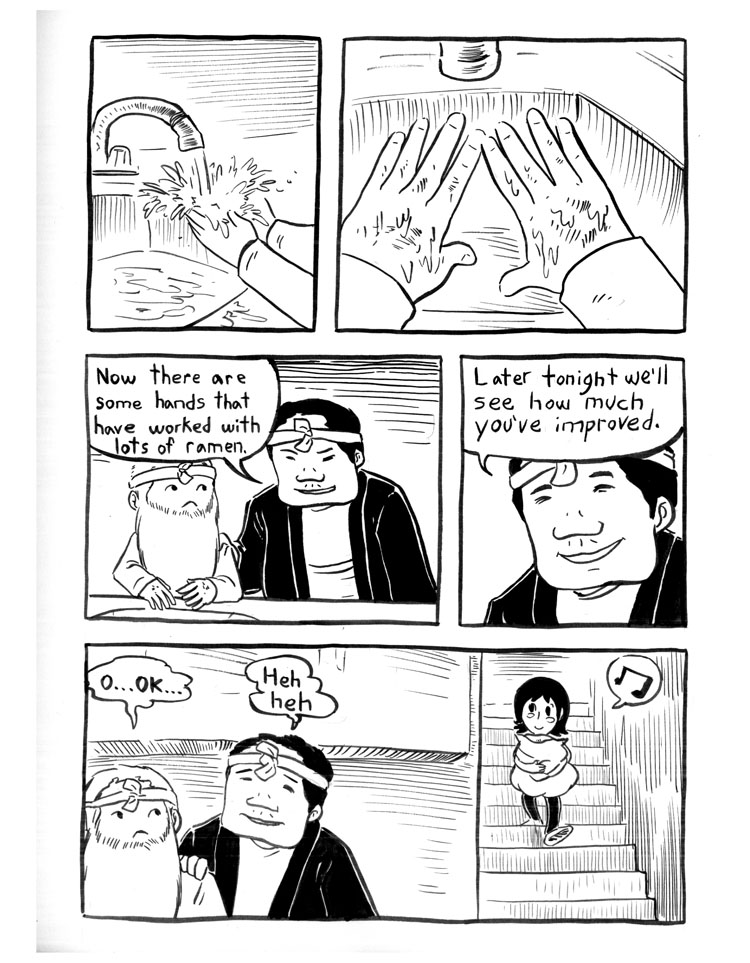 Now there are
some hands that
have worked with
lots of ramen.
Later tonight we'll
see how much
you've improved.
O...OK...
Heh
heh